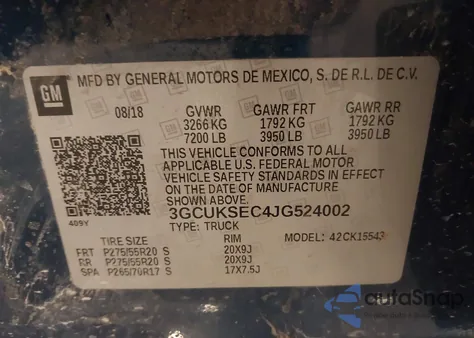 GM
MFD BY GENERAL MOTORS DE MEXICO, S. DE R.L. DE C.V.
08/18 GVWR GAWR FRT GAWR RR
3266 KG 1792 KG 1792 KG
7200 LB 3950 LB 3950 LB
THIS VEHICLE CONFORMS TO ALL
APPLICABLE U.S. FEDERAL MOTOR
VEHICLE SAFETY STANDARDS IN EFFECT
ON THE DATE OF MANUFACTURE
SHOWN ABOVE.
3GCUKSEC4JG524002
409Y TYPE: TRUCK
TIRE SIZE RIM MODEL: 42CK15543
FRT P275/55R20 S 20X9J
RR P275/55R20 S 20X9J
SPA P265/70R17 S 17X7.5J
autoSnap